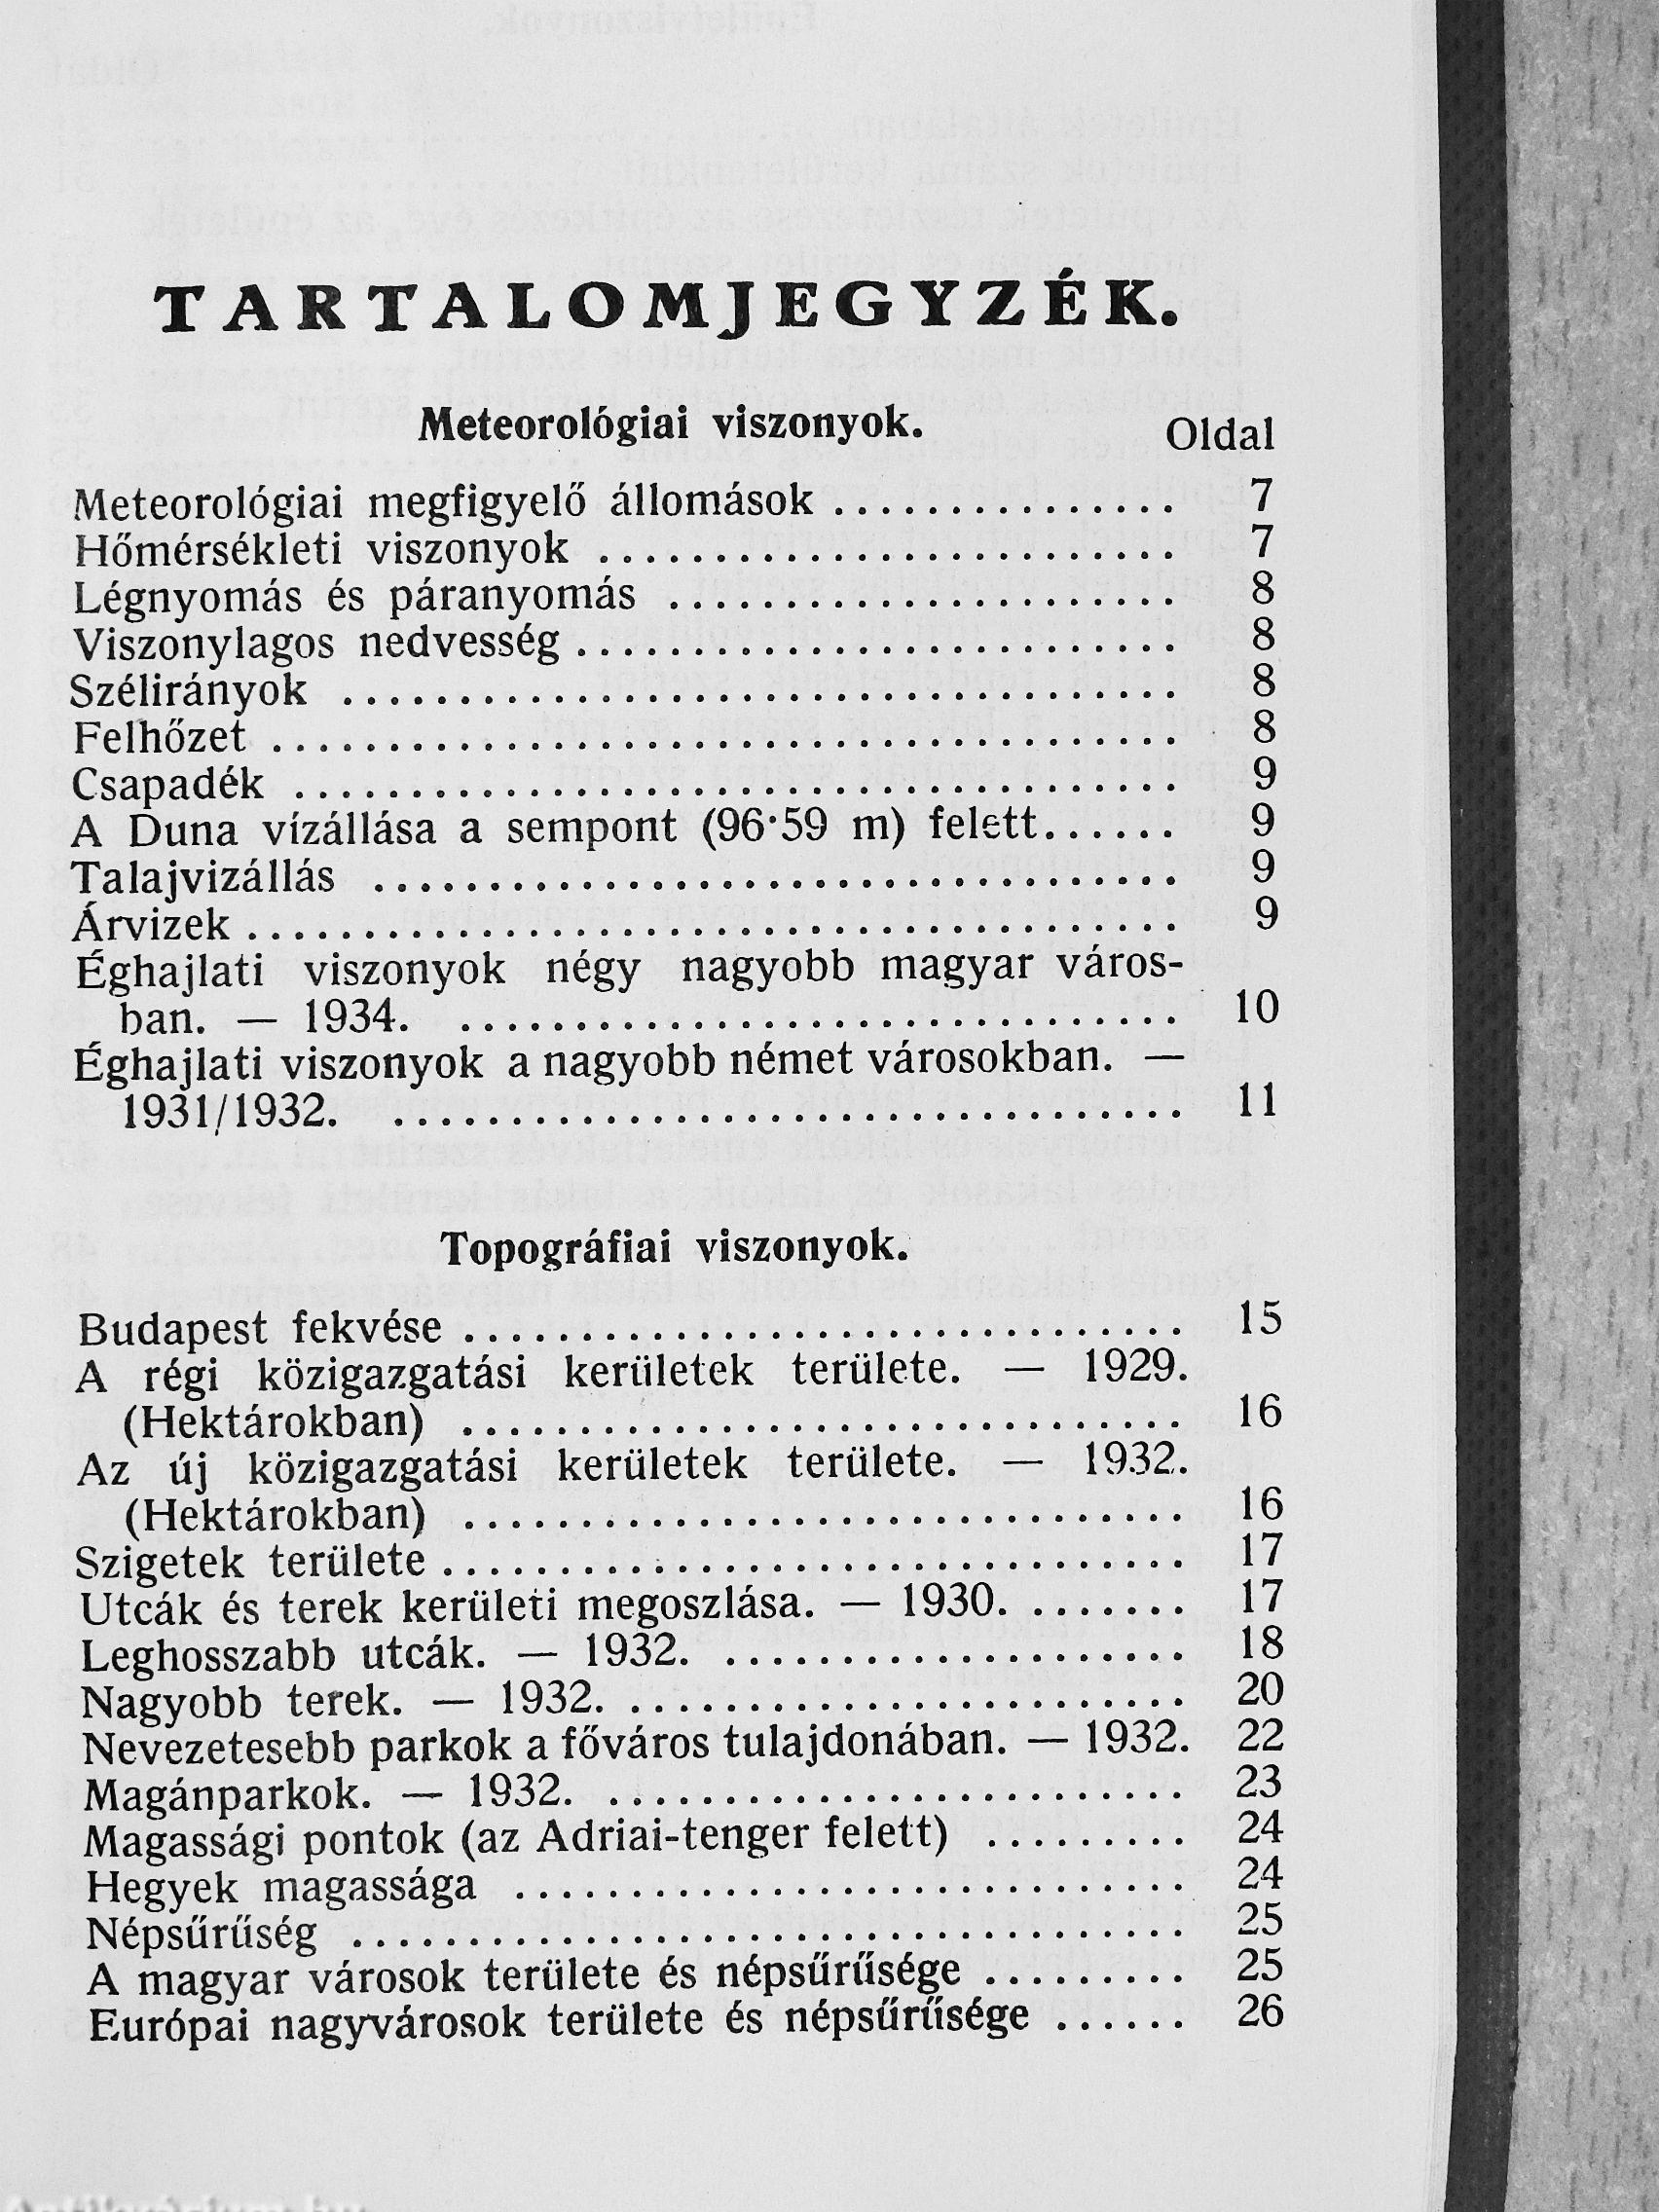 TARTALOMJEGYZÉK.
Meteorológiai viszonyok.
Oldal
Meteorológiai megfigyelő állomások ............... 7
Hőmérsékleti viszonyok ......................... 7
Légnyomás és páranyomás ...................... 8
Viszonylagos nedvesség .......................... 8
Szélirányok .................................... 8
Felhőzet ....................................... 8
Csapadék ...................................... 9
A Duna vízállása a sempont (96·59 m) felett...... 9
Talajvizállás ................................... 9
Árvizek ........................................ 9
Éghajlati viszonyok négy nagyobb magyar város-
ban. — 1934. ............................... 10
Éghajlati viszonyok a nagyobb német városokban. —
1931/1932. .................................. 11
Topográfiai viszonyok.
Budapest fekvése ............................... 15
A régi közigazgatási kerületek területe. — 1929.
(Hektárokban) ............................... 16
Az új közigazgatási kerületek területe. — 1932.
(Hektárokban) ............................... 16
Szigetek területe ................................ 17
Utcák és terek kerületi megoszlása. — 1930. ....... 17
Leghosszabb utcák. — 1932. .................... 18
Nagyobb terek. — 1932. ........................ 20
Nevezetesebb parkok a főváros tulajdonában. — 1932. 22
Magánparkok. — 1932. ......................... 23
Magassági pontok (az Adriai-tenger felett) ......... 24
Hegyek magassága ............................. 24
Népsűrűség .................................... 25
A magyar városok területe és népsűrűsége ......... 25
Európai nagyvárosok területe és népsűrűsége ...... 26